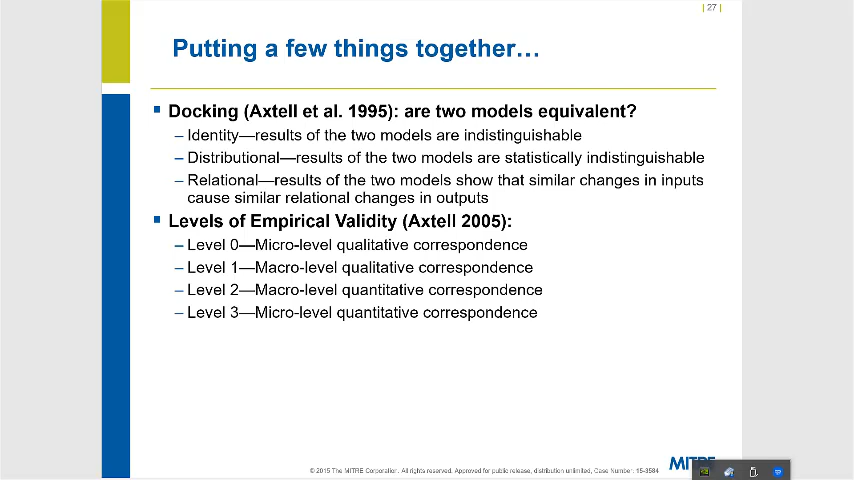 | 27 |
Putting a few things together…
▪ Docking (Axtell et al. 1995): are two models equivalent?
– Identity—results of the two models are indistinguishable
– Distributional—results of the two models are statistically indistinguishable
– Relational—results of the two models show that similar changes in inputs
cause similar relational changes in outputs
▪ Levels of Empirical Validity (Axtell 2005):
– Level 0—Micro-level qualitative correspondence
– Level 1—Macro-level qualitative correspondence
– Level 2—Macro-level quantitative correspondence
– Level 3—Micro-level quantitative correspondence
© 2015 The MITRE Corporation. All rights reserved. Approved for public release, distribution unlimited, Case Number: 15-3584
MITRE